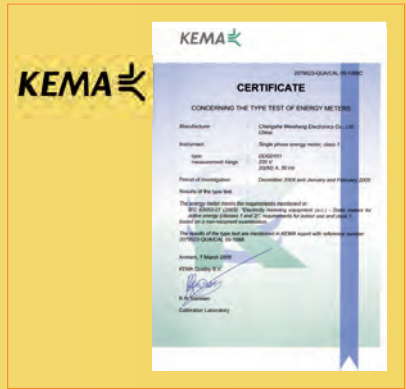 KEMA
KEMA
CERTIFICATE
CONCERNING THE TYPE TEST OF ENERGY METERS
Manufacturer : Changsha Weisheng Electronics Co., Ltd
China
Instrument : Single phase energy meter, class 1
type :
measurement range : 230 V
50 Hz
Period of investigation : December 2004 and January and February 2005
Results of the type test
The energy meter meets the requirements mentioned in:
(2003) "Electricity metering equipment (a.c.) - Static meters for
active energy (classes 1 and 2)", requirements for indoor use and class 1
based on a non-recurrent examination.
The results of the type test are mentioned in KEMA report with reference number
Arnhem, 1 March 2005
KEMA Quality B.V.
Calibration Laboratory